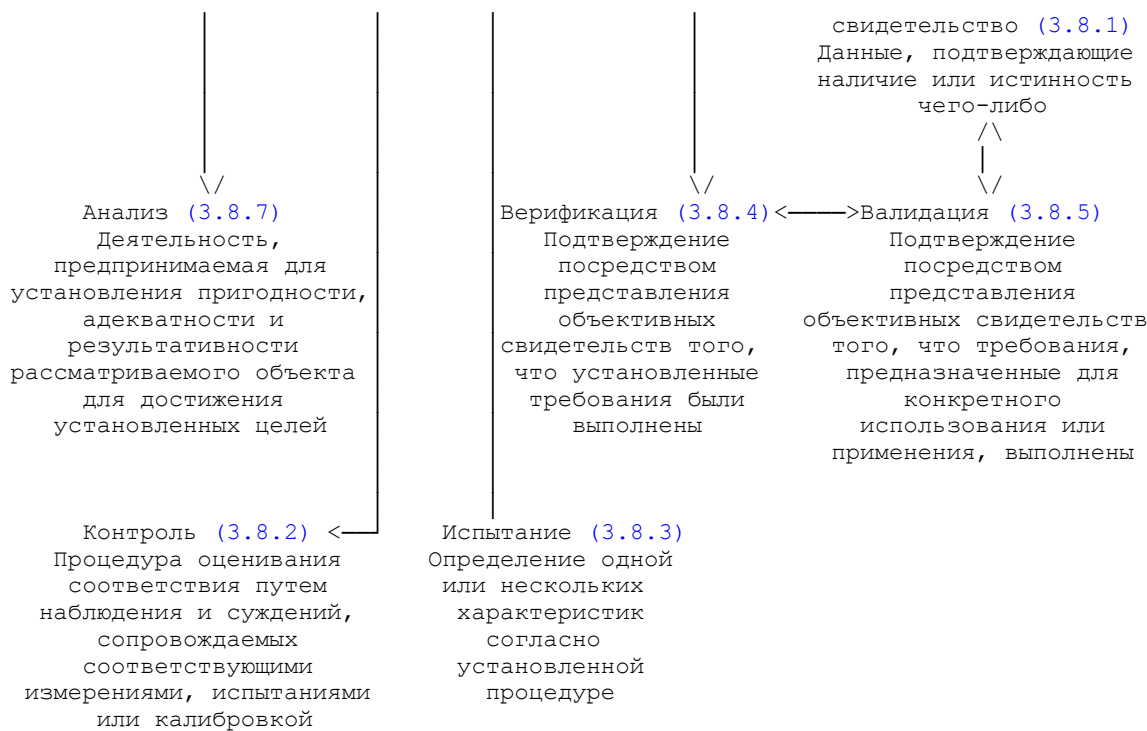 свидетельство (3.8.1)
Данные, подтверждающие
наличие или истинность
чего-либо
Анализ (3.8.7)
Деятельность,
предпринимаемая для
установления пригодности,
адекватности и
результативности
рассматриваемого объекта
для достижения
установленных целей
Верификация (3.8.4)
Подтверждение
посредством
представления
объективных
свидетельств того,
что установленные
требования были
выполнены
Валидация (3.8.5)
Подтверждение
посредством
представления
объективных свидетельств
того, что требования,
предназначенные для
конкретного
использования или
применения, выполнены
Контроль (3.8.2)
Процедура оценивания
соответствия путем
наблюдения и суждений,
сопровождаемых
соответствующими
измерениями, испытаниями
или калибровкой
Испытание (3.8.3)
Определение одной
или нескольких
характеристик
согласно
установленной
процедуре